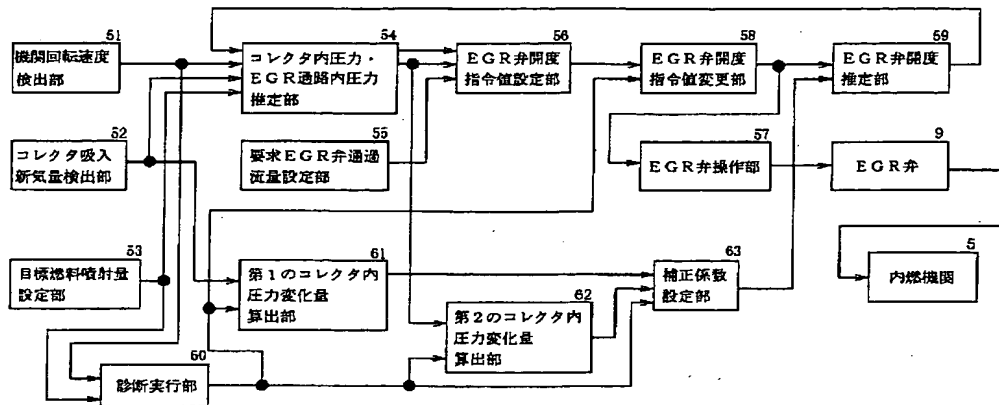 51
機関回転速度
検出部
54
コレクタ内圧力・
EGR通路内圧力
推定部
56
EGR弁開度
指令値設定部
58
EGR弁開度
指令値変更部
59
EGR弁開度
推定部
52
コレクタ吸入
新気量検出部
55
要求EGR弁通過
流量設定部
57
EGR弁操作部
9
EGR弁
53
目標燃料噴射量
設定部
61
第1のコレクタ内
圧力変化量
算出部
62
第2のコレクタ内
圧力変化量
算出部
63
補正係数
設定部
5
内燃機関
60
診断実行部